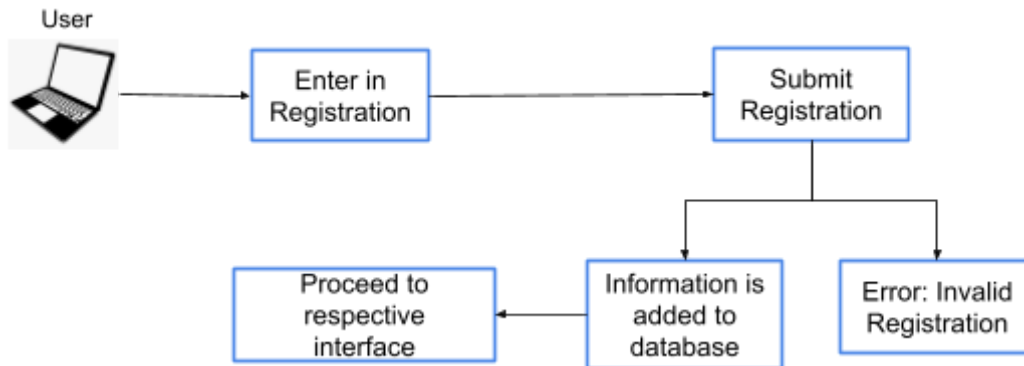 User
Enter in
Registration
Submit
Registration
Proceed to
respective
interface
Information is
added to
database
Error: Invalid
Registration